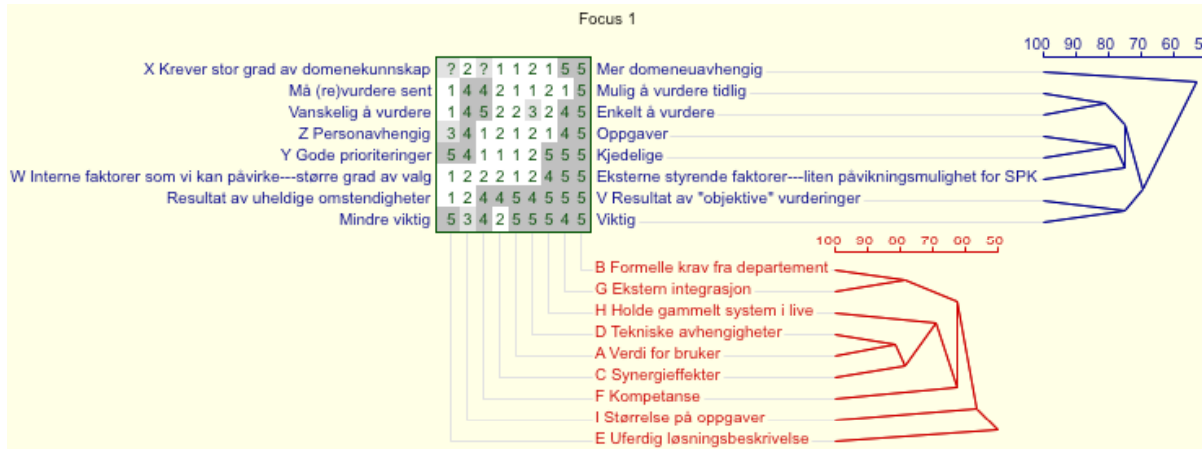 Focus 1
100 90 80 70 60 5
X Krever stor grad av domenekunnskap ? 2 ? 1 1 2 1 5 5 Mer domeneuavhengig
Må (re)vurdere sent 1 4 4 2 1 1 2 1 5 Mulig å vurdere tidlig
Vanskelig å vurdere 1 4 5 2 2 3 2 4 5 Enkelt å vurdere
Z Personavhengig 3 4 1 2 1 2 1 4 5 Oppgaver
Y Gode prioriteringer 5 4 1 1 1 2 5 5 5 Kjedelige
W Interne faktorer som vi kan påvirke---større grad av valg 1 2 2 2 1 2 4 5 5 Eksterne styrende faktorer---liten påvikningsmulighet for SPK
Resultat av uheldige omstendigheter 1 2 4 4 5 4 5 5 5 V Resultat av "objektive" vurderinger
Mindre viktig 5 3 4 2 5 5 5 4 5 Viktig
100 90 80 70 60 50
B Formelle krav fra departement
G Ekstern integrasjon
H Holde gammelt system i live
D Tekniske avhengigheter
A Verdi for bruker
C Synergieffekter
F Kompetanse
I Størrelse på oppgaver
E Uferdig løsningsbeskrivelse